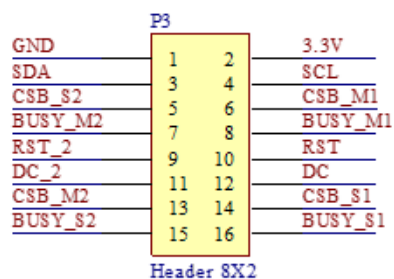 P3
GND 1 2 3.3V
SDA 3 4 SCL
CSB_S2 5 6 CSB_M1
BUSY_M2 7 8 BUSY_M1
RST_2 9 10 RST
DC_2 11 12 DC
CSB_M2 13 14 CSB_S1
BUSY_S2 15 16 BUSY_S1
Header 8X2